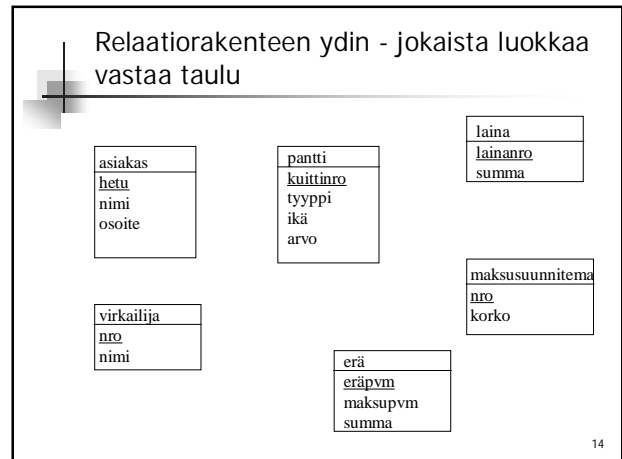 Relaatiorakenteen ydin - jokaista luokkaa
vastaa taulu
asiakas
hetu
nimi
osoite
pantti
kuittinro
tyyppi
ikä
arvo
laina
lainanro
summa
maksusuunnitema
nro
korko
virkailija
nro
nimi
erä
eräpvm
maksupvm
summa
14